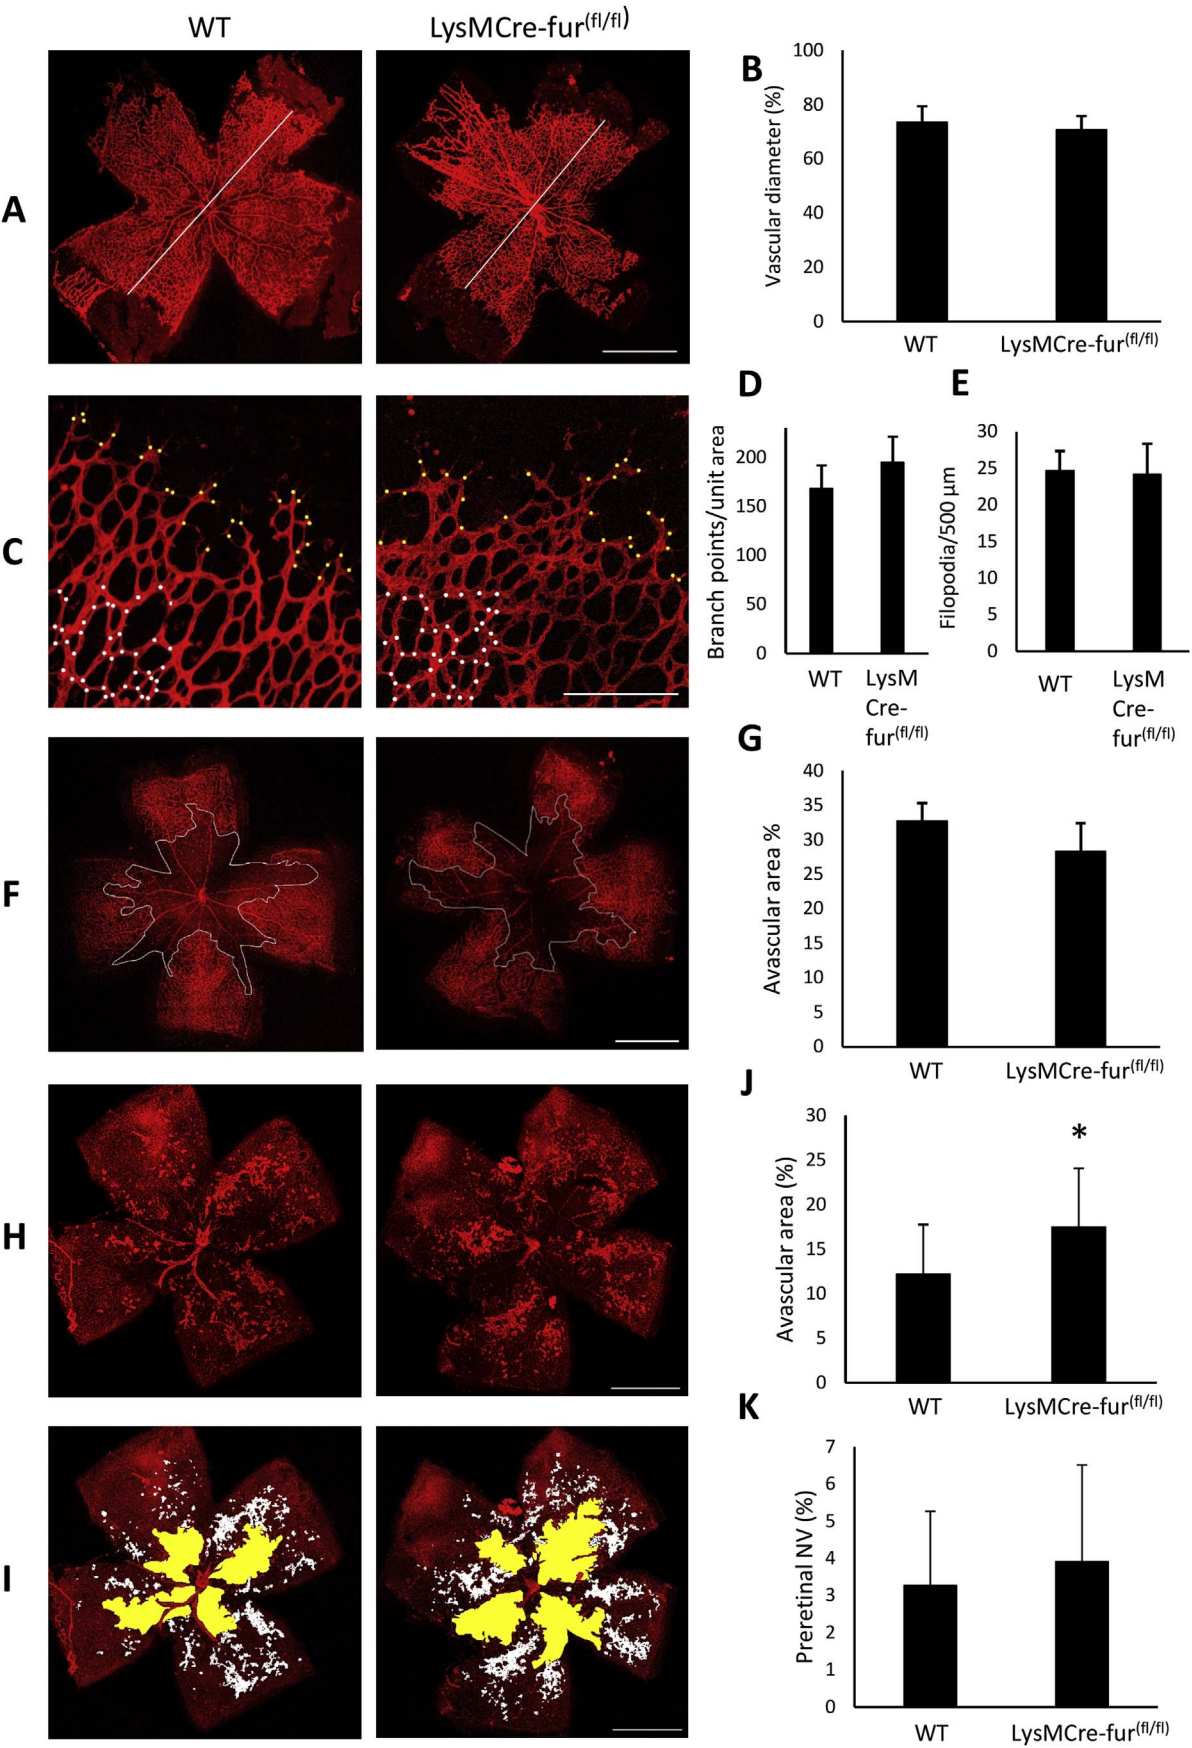 WT
LysMCre-fur(fl/fl)
A
B
Vascular diameter (%)
100
80
60
40
20
0
WT
LysMCre-fur(fl/fl)
C
D
Branch points/unit area
200
150
100
50
0
WT
LysM
Cre-
fur(fl/fl)
E
Filopodia/500 µm
30
25
20
15
10
5
0
WT
LysM
Cre-
fur(fl/fl)
F
G
Avascular area %
40
35
30
25
20
15
10
5
0
WT
LysMCre-fur(fl/fl)
H
J
Avascular area (%)
30
25
20
15
10
5
0
*
WT
LysMCre-fur(fl/fl)
I
K
Preretinal NV (%)
7
6
5
4
3
2
1
0
WT
LysMCre-fur(fl/fl)